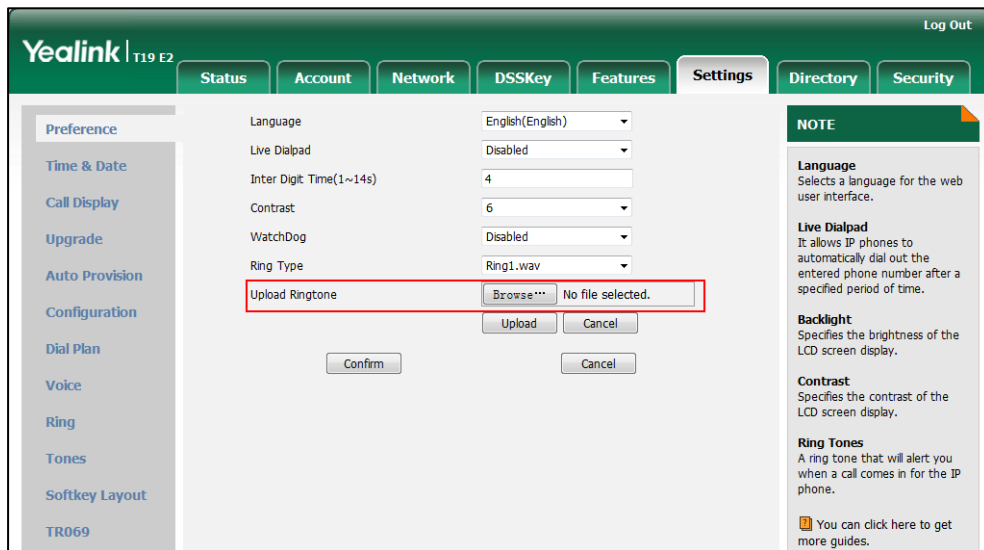 Log Out
Yealink | T19 E2
Status Account Network DSSKey Features Settings Directory Security
Preference
Time & Date
Call Display
Upgrade
Auto Provision
Configuration
Dial Plan
Voice
Ring
Tones
Softkey Layout
TR069
Language English(English)
Live Dialpad Disabled
Inter Digit Time(1~14s) 4
Contrast 6
WatchDog Disabled
Ring Type Ring1.wav
Upload Ringtone Browse... No file selected.
Upload Cancel
Confirm Cancel
NOTE
Language
Selects a language for the web
user interface.
Live Dialpad
It allows IP phones to
automatically dial out the
entered phone number after a
specified period of time.
Backlight
Specifies the brightness of the
LCD screen display.
Contrast
Specifies the contrast of the
LCD screen display.
Ring Tones
A ring tone that will alert you
when a call comes in for the IP
phone.
You can click here to get
more guides.